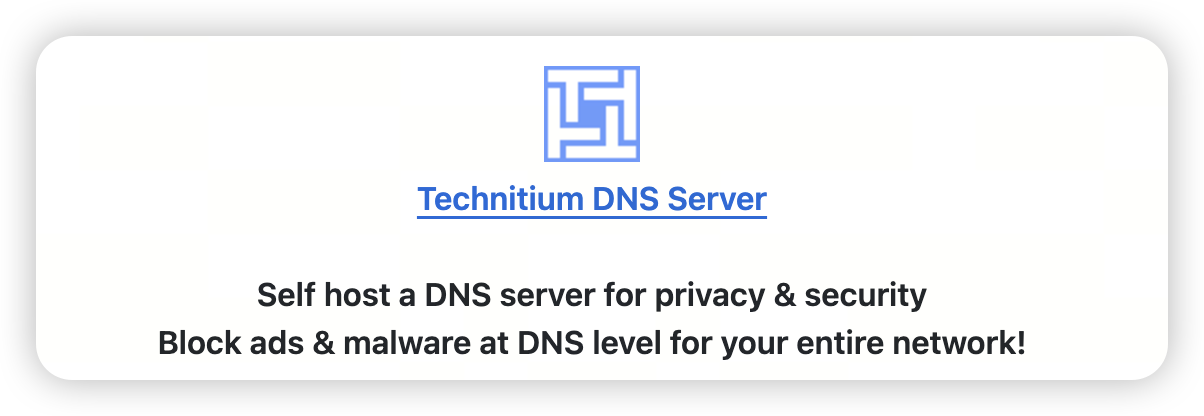 Technitium DNS Server
Self host a DNS server for privacy & security
Block ads & malware at DNS level for your entire network!